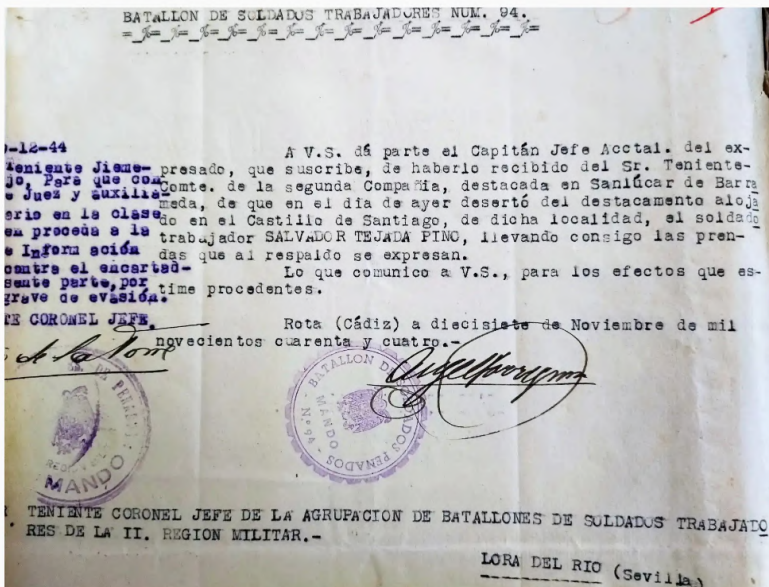 BATALLON DE SOLDADOS TRABAJADORES NUM. 94.
-12-44
Teniente Jime-
jo, Para que com
e Juez y auxilia
erio en la clase
en proceda a la
e Inform ación
contra el encartad-
sente parte, por
grave de evasión.
TE CORONEL JEFE,
A V.S. dá parte el Capitán Jefe Acctal. del ex-
presado, que suscribe, de haberlo recibido del Sr. Teniente-
Comte. de la segunda Compañia, destacada en Sanlúcar de Barra
meda, de que en el dia de ayer desertó del destacamento aloja
do en el Castillo de Santiago, de dicha localidad, el soldado
trabajador SALVADOR TEJADA PINO, llevando consigo las pren-
das que al respaldo se expresan.
Lo que comunico a V.S., para los efectos que es-
time procedentes.
Rota (Cádiz) a diecisiete de Noviembre de mil
novecientos cuarenta y cuatro.-
BATALLON DE SOLDADOS PENADOS - Nº 94 -
MANDO
MANDO
TENIENTE CORONEL JEFE DE LA AGRUPACION DE BATALLONES DE SOLDADOS TRABAJADO
RES DE LA II. REGION MILITAR.-
LORA DEL RIO (Sevilla)